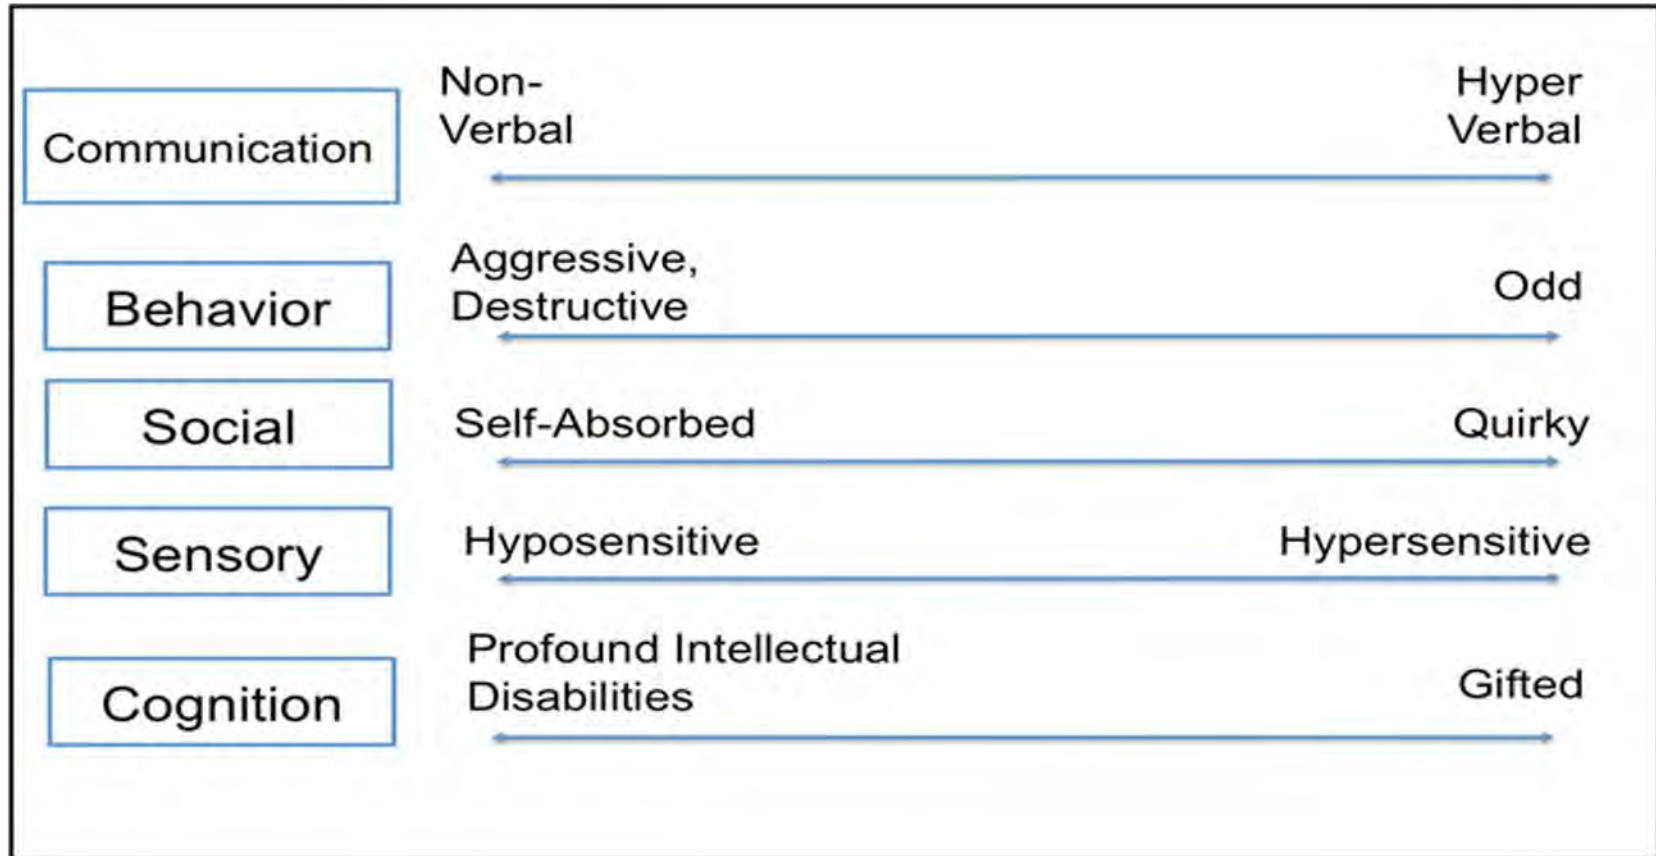 Communication
Non-
Verbal
Hyper
Verbal
Behavior
Aggressive,
Destructive
Odd
Social
Self-Absorbed
Quirky
Sensory
Hyposensitive
Hypersensitive
Cognition
Profound Intellectual
Disabilities
Gifted